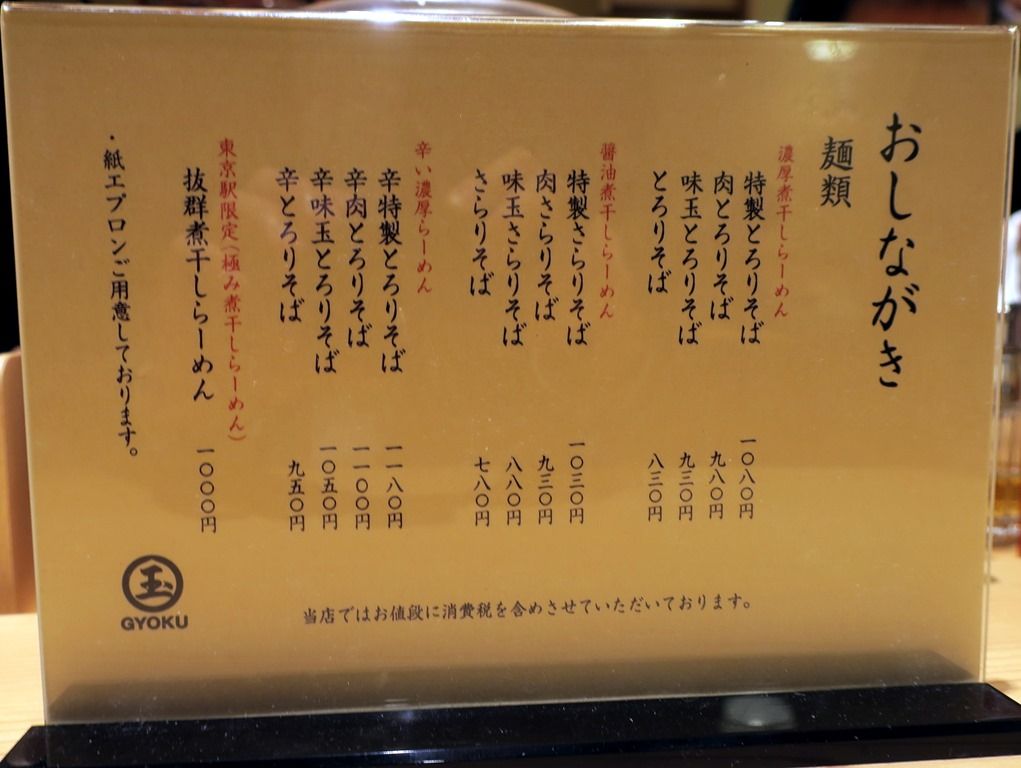 おしながき
麺類
濃厚煮干しらーめん
特製とろりそば 一〇八〇円
肉とろりそば 九八〇円
味玉とろりそば 九三〇円
とろりそば 八三〇円
醤油煮干しらーめん
特製さらりそば 一〇三〇円
肉さらりそば 九三〇円
味玉さらりそば 八八〇円
さらりそば 七八〇円
辛い濃厚らーめん
辛特製とろりそば 一一八〇円
辛肉とろりそば 一一〇〇円
辛味玉とろりそば 一〇五〇円
辛とろりそば 九五〇円
東京駅限定(極み煮干しらーめん)
抜群煮干しらーめん 一〇〇〇円
・紙エプロンご用意しております。
当店ではお値段に消費税を含めさせていただいております。
玉
GYOKU